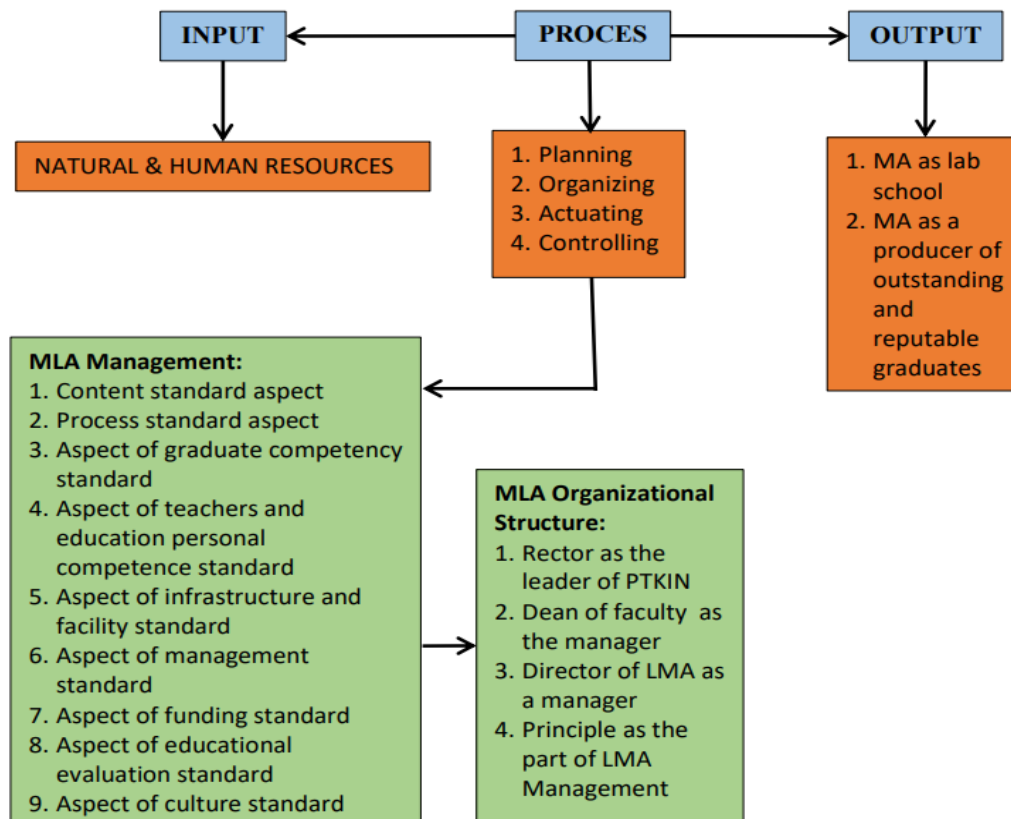 INPUT
PROCES
OUTPUT
NATURAL & HUMAN RESOURCES
1. Planning
2. Organizing
3. Actuating
4. Controlling
1. MA as lab
school
2. MA as a
producer of
outstanding
and
reputable
graduates
MLA Management:
1. Content standard aspect
2. Process standard aspect
3. Aspect of graduate competency
standard
4. Aspect of teachers and
education personal
competence standard
5. Aspect of infrastructure and
facility standard
6. Aspect of management
standard
7. Aspect of funding standard
8. Aspect of educational
evaluation standard
9. Aspect of culture standard
MLA Organizational
Structure:
1. Rector as the
leader of PTKIN
2. Dean of faculty as
the manager
3. Director of LMA as
a manager
4. Principle as the
part of LMA
Management